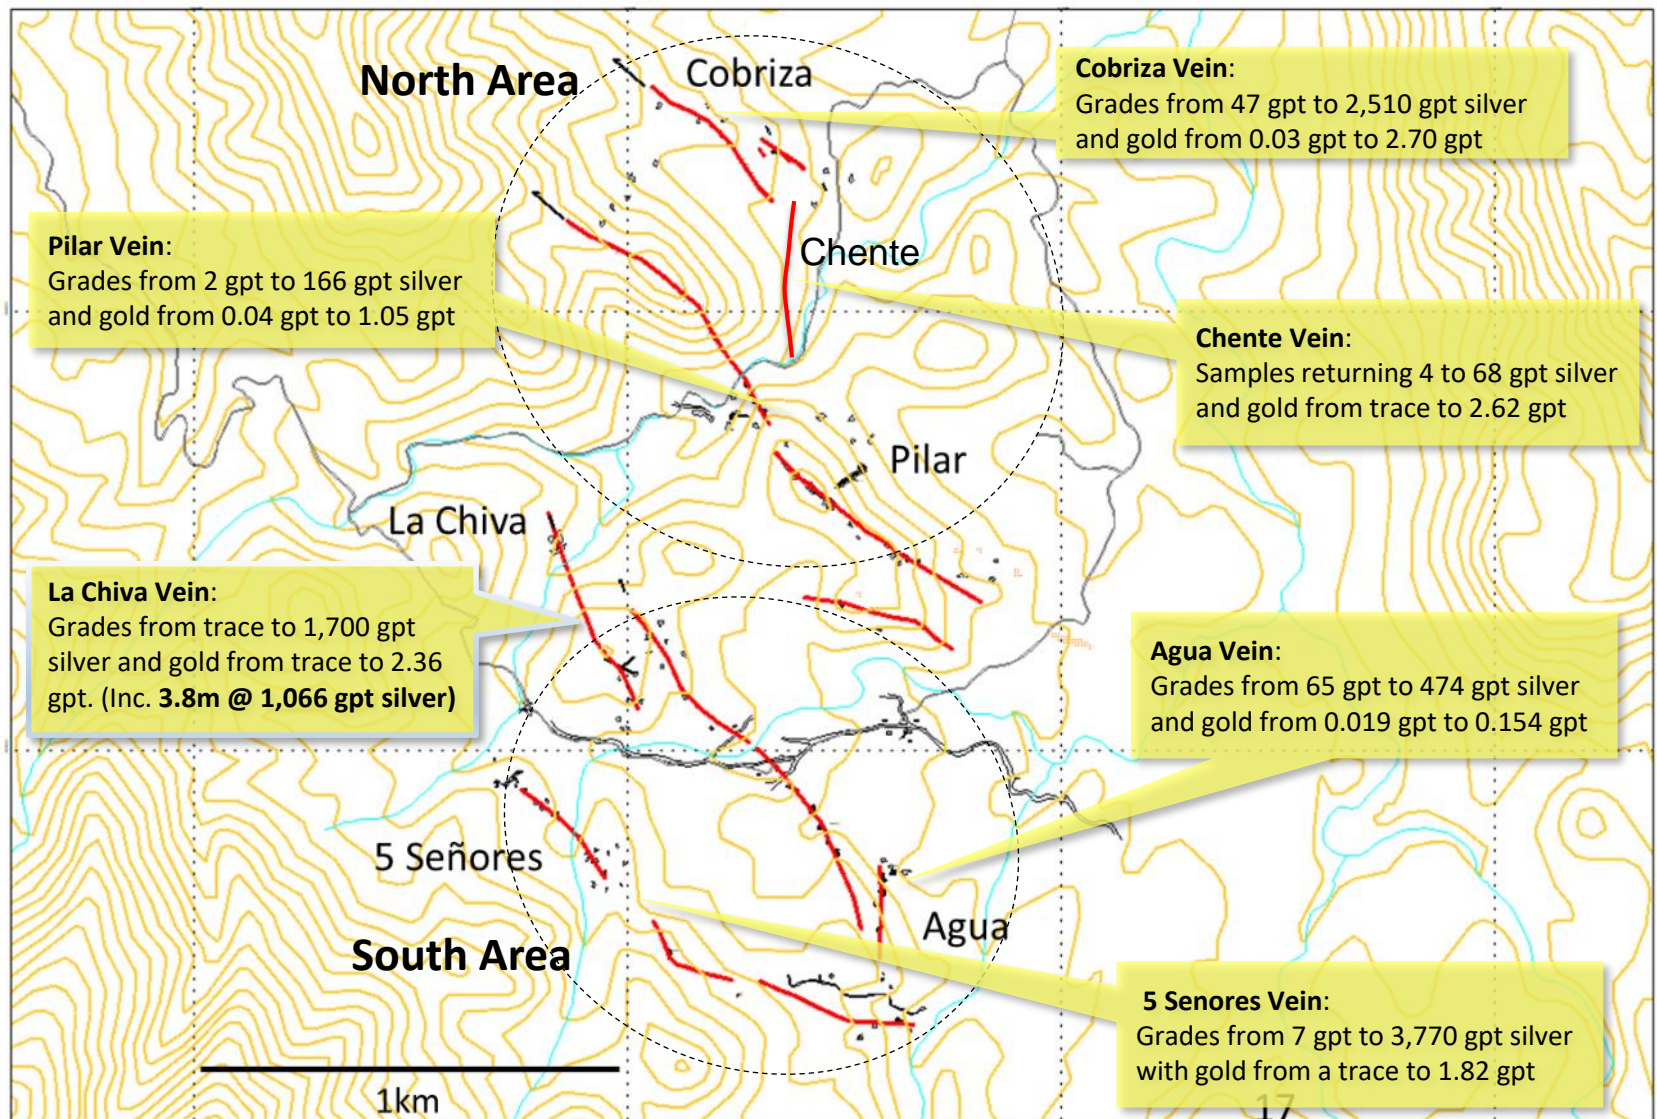 North Area
Cobriza
Cobriza Vein:
Grades from 47 gpt to 2,510 gpt silver
and gold from 0.03 gpt to 2.70 gpt
Pilar Vein:
Grades from 2 gpt to 166 gpt silver
and gold from 0.04 gpt to 1.05 gpt
Chente
Chente Vein:
Samples returning 4 to 68 gpt silver
and gold from trace to 2.62 gpt
Pilar
La Chiva
La Chiva Vein:
Grades from trace to 1,700 gpt
silver and gold from trace to 2.36
gpt. (Inc. 3.8m @ 1,066 gpt silver)
Agua Vein:
Grades from 65 gpt to 474 gpt silver
and gold from 0.019 gpt to 0.154 gpt
5 Señores
Agua
South Area
5 Senores Vein:
Grades from 7 gpt to 3,770 gpt silver
with gold from a trace to 1.82 gpt
1km
17